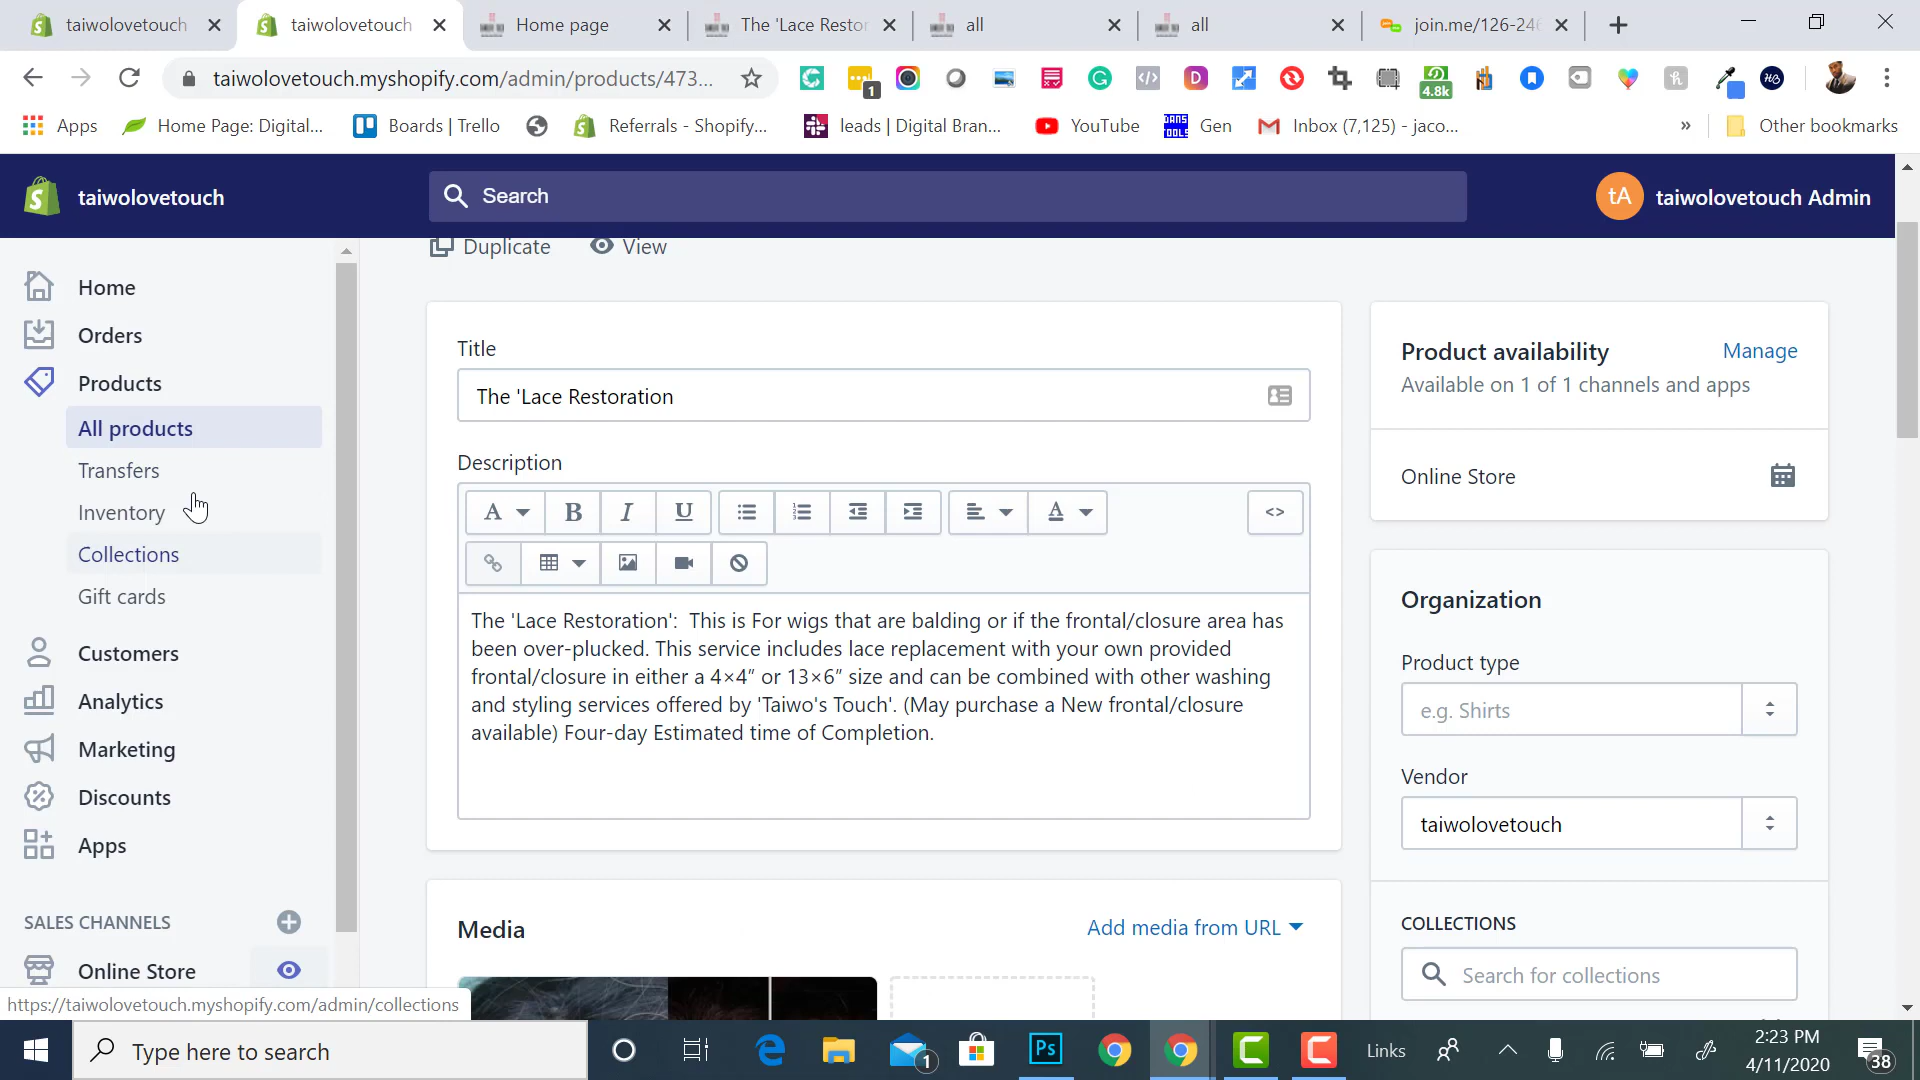 taiwolovetouch
taiwolovetouch
Home page
The 'Lace Restor
all
all
join.me/126-246
taiwolovetouch.myshopify.com/admin/products/473...
1
4.8k
Apps
Home Page: Digital...
Boards | Trello
Referrals - Shopify...
leads | Digital Bran...
YouTube
Gen
Inbox (7,125) - jaco...
»
Other bookmarks
taiwolovetouch
Search
tA
taiwolovetouch Admin
Duplicate
View
Home
Orders
Products
All products
Transfers
Inventory
Collections
Gift cards
Customers
Analytics
Marketing
Discounts
Apps
SALES CHANNELS
Online Store
https://taiwolovetouch.myshopify.com/admin/collections
Title
The 'Lace Restoration
Description
A
B
I
U
A
<>
The 'Lace Restoration':  This is For wigs that are balding or if the frontal/closure area has
been over-plucked. This service includes lace replacement with your own provided
frontal/closure in either a 4×4” or 13×6” size and can be combined with other washing
and styling services offered by 'Taiwo's Touch'. (May purchase a New frontal/closure
available) Four-day Estimated time of Completion.
Media
Add media from URL
Product availability
Manage
Available on 1 of 1 channels and apps
Online Store
Organization
Product type
e.g. Shirts
Vendor
taiwolovetouch
COLLECTIONS
Search for collections
Type here to search
1
Ps
Links
2:23 PM
4/11/2020
38